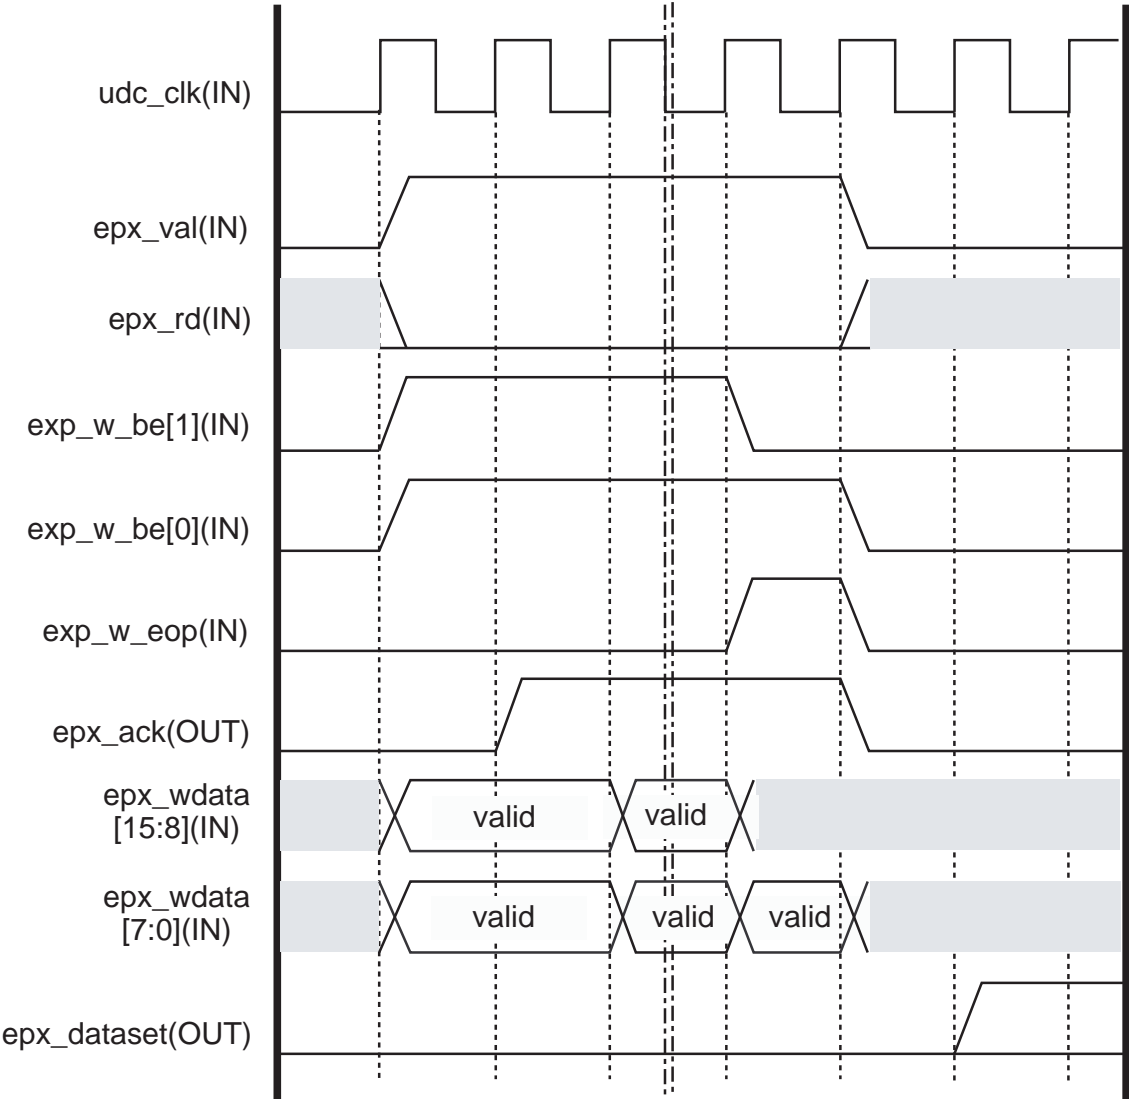 udc_clk(IN)
epx_val(IN)
epx_rd(IN)
exp_w_be[1](IN)
exp_w_be[0](IN)
exp_w_eop(IN)
epx_ack(OUT)
epx_wdata
[15:8](IN)
valid valid
epx_wdata
[7:0](IN)
valid valid valid
epx_dataset(OUT)